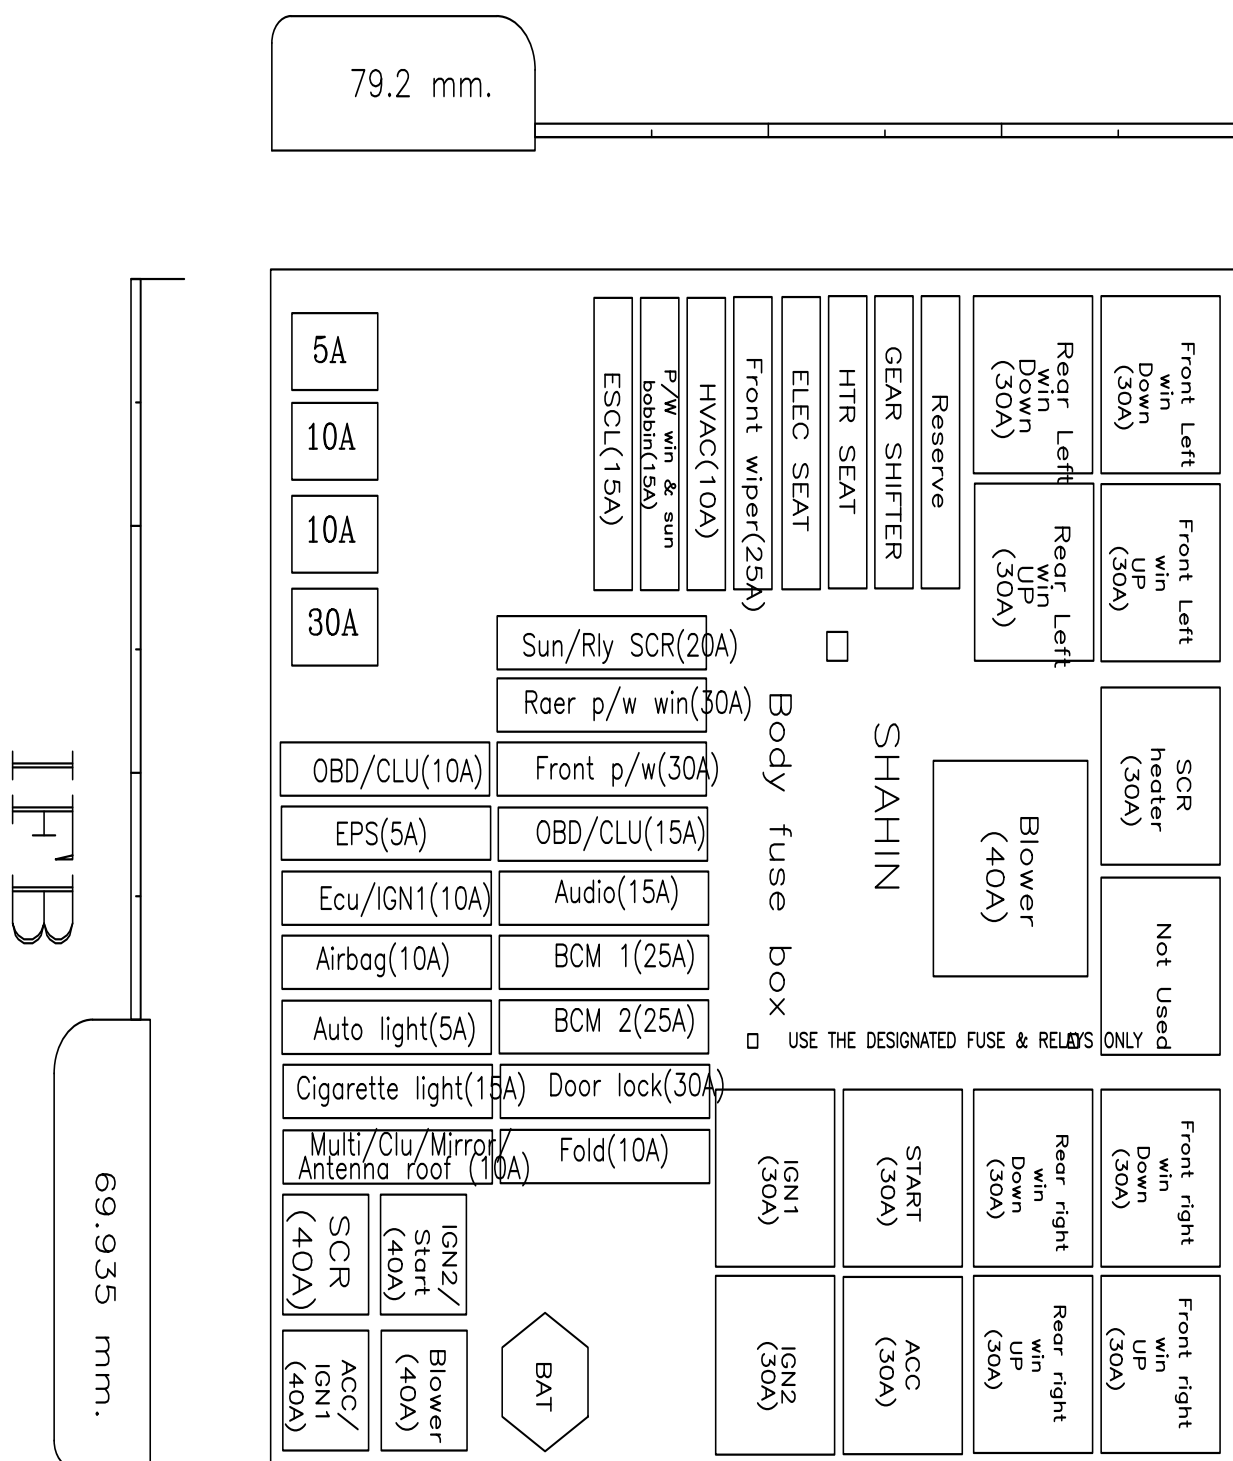 79.2 mm.
5A
10A
10A
30A
ESCL(15A)
P/W win & sun
bobbin(15A)
HVAC(10A)
Front wiper(25A)
ELEC SEAT
HTR SEAT
GEAR SHIFTER
Reserve
Rear Left
win
Down
(30A)
Front Left
win
Down
(30A)
Rear Left
win
UP
(30A)
Front Left
win
UP
(30A)
Sun/Rly SCR(20A)
Raer p/w win(30A)
OBD/CLU(10A)
Front p/w(30A)
EPS(5A)
OBD/CLU(15A)
Ecu/IGN1(10A)
Audio(15A)
Airbag(10A)
BCM 1(25A)
Auto light(5A)
BCM 2(25A)
Cigarette light(15A)
Door lock(30A)
Multi/Clu/Mirror/
Antenna roof (10A)
Fold(10A)
SHAHIN
Body fuse box
Blower
(40A)
SCR
heater
(30A)
Not Used
USE THE DESIGNATED FUSE & RELAYS ONLY
IFB
69.935 mm.
SCR
(40A)
IGN2/
Start
(40A)
ACC/
IGN1
(40A)
Blower
(40A)
BAT
IGN1
(30A)
START
(30A)
Rear right
win
Down
(30A)
Front right
win
Down
(30A)
IGN2
(30A)
ACC
(30A)
Rear right
win
UP
(30A)
Front right
win
UP
(30A)